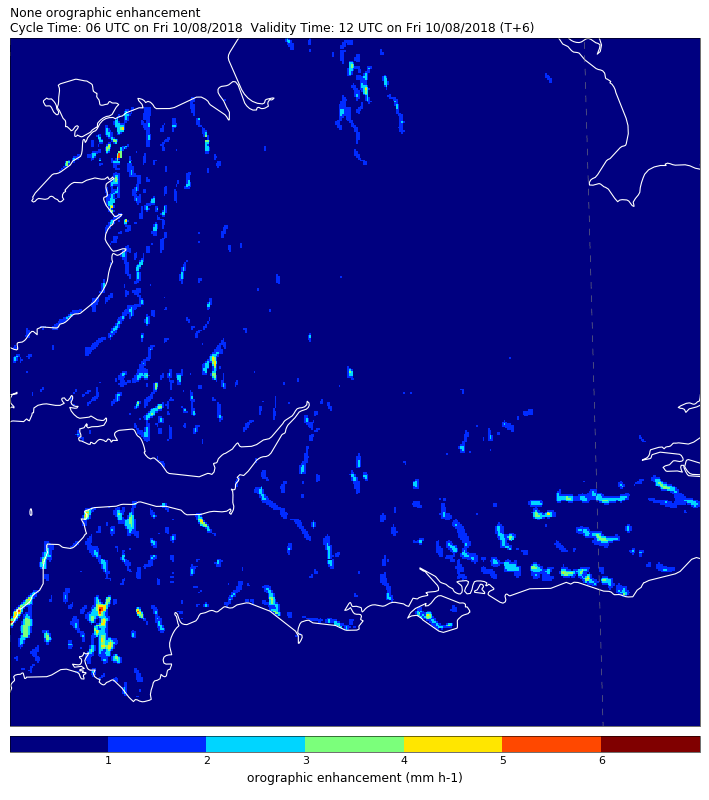 None orographic enhancement
Cycle Time: 06 UTC on Fri 10/08/2018  Validity Time: 12 UTC on Fri 10/08/2018 (T+6)
1 2 3 4 5 6
orographic enhancement (mm h-1)